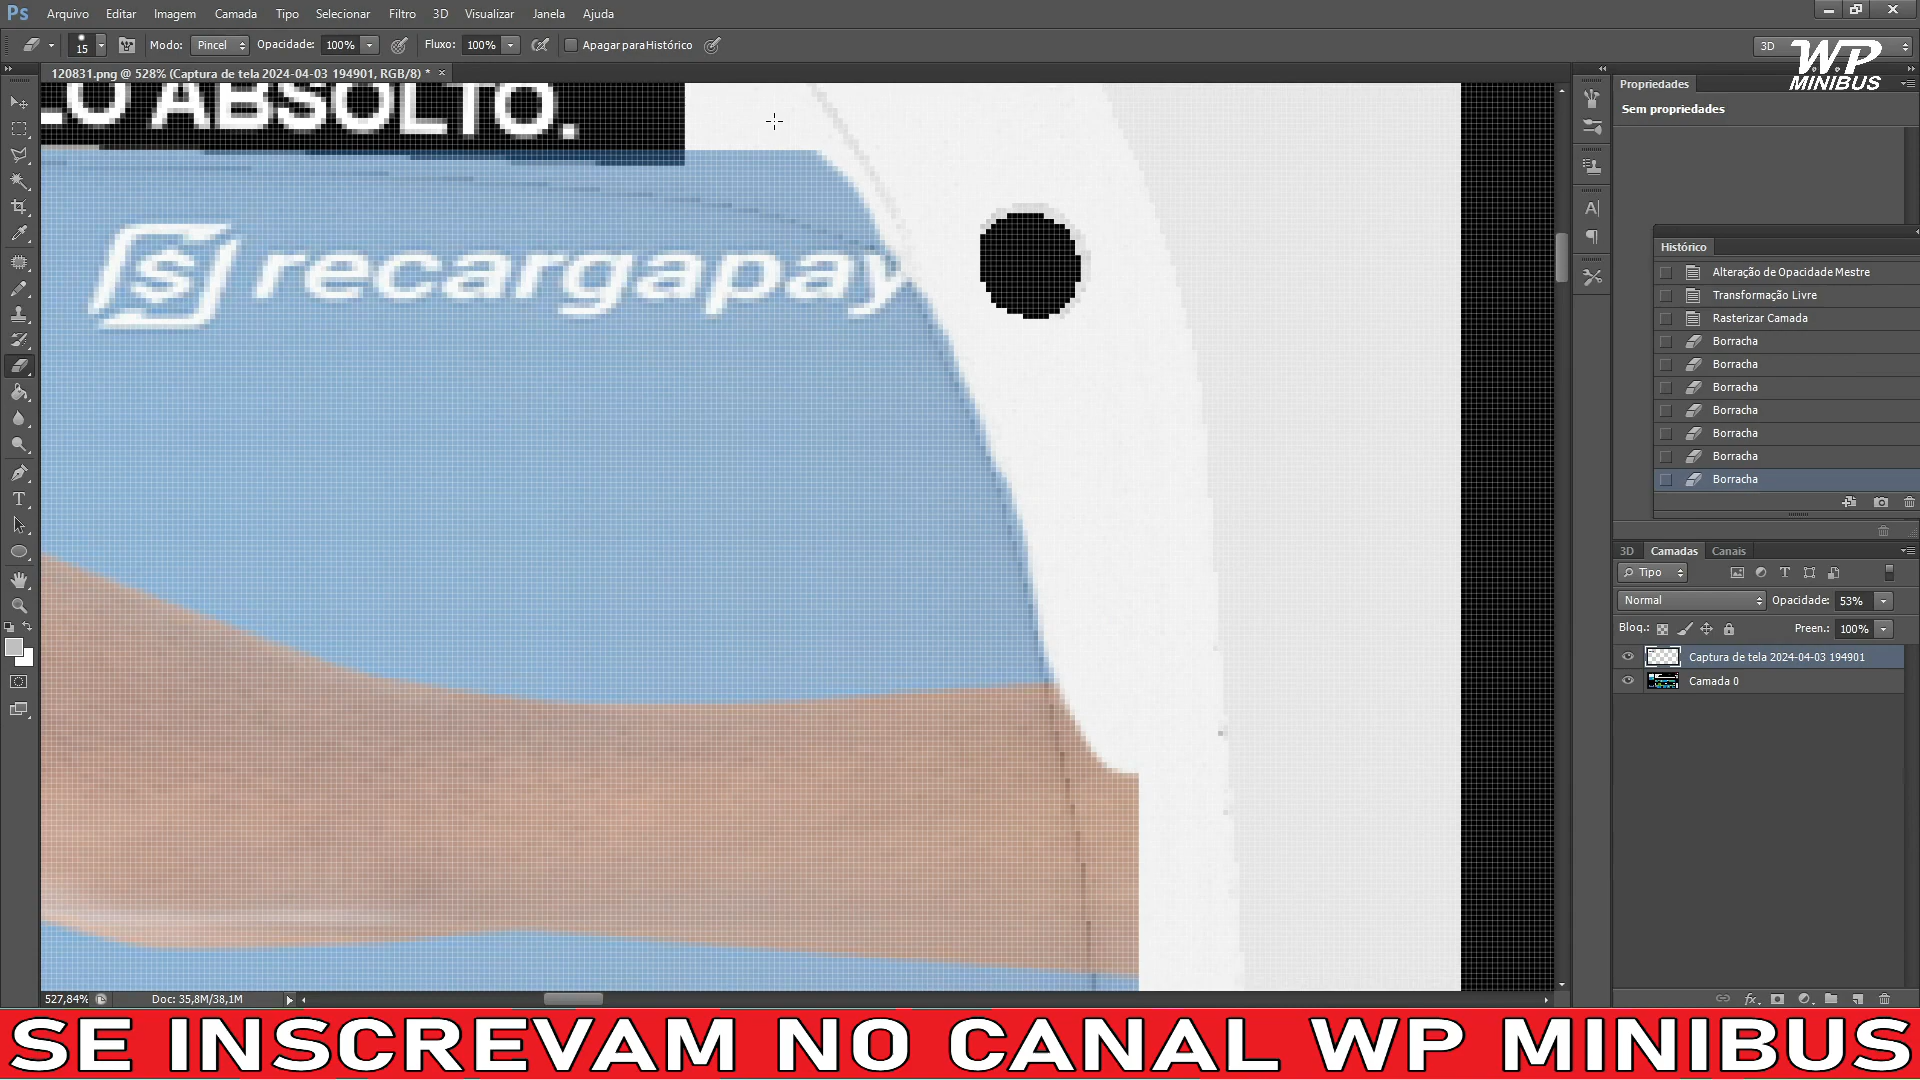 Ps Arquivo Editar Imagem Camada Tipo Selecionar Filtro 3D Visualizar Janela Ajuda
15 Modo: Pincel Opacidade: 100% Fluxo: 100% Apagar para Histórico 3D
WP MINIBUS
120831.png @ 528% (Captura de tela 2024-04-03 194901, RGB/8) * ×
Propriedades
Sem propriedades
LO ABSOLTO.
$ recargapay
Histórico
Alteração de Opacidade Mestre
Transformação Livre
Rasterizar Camada
Borracha
Borracha
Borracha
Borracha
Borracha
Borracha
Borracha
3D Camadas Canais
Tipo
Normal Opacidade: 53%
Bloq.: Preen.: 100%
Captura de tela 2024-04-03 194901
Camada 0
527,84% Doc: 35,8M/38,1M
SE INSCREVAM NO CANAL WP MINIBUS